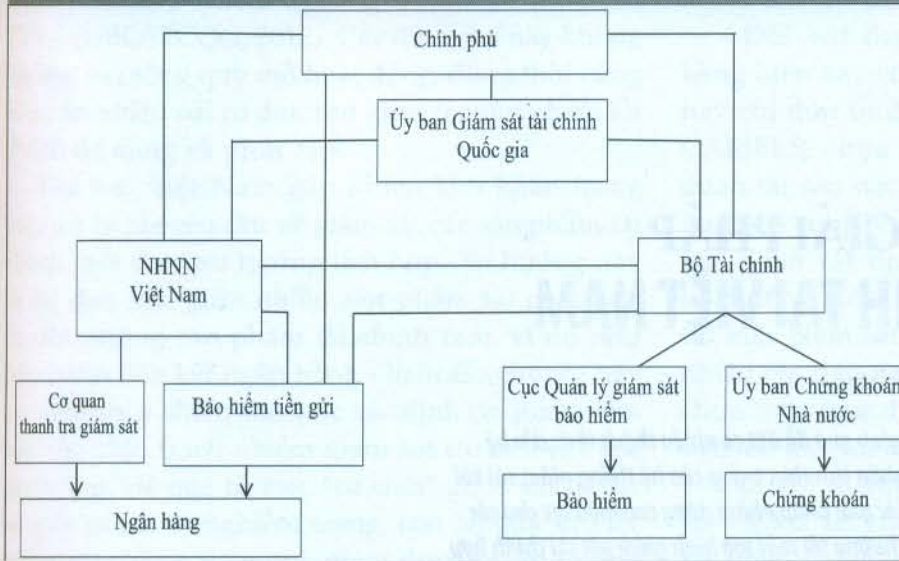 Chính phủ
Ủy ban Giám sát tài chính
Quốc gia
NHNN
Việt Nam
Bộ Tài chính
Cơ quan
thanh tra giám sát
Bảo hiểm tiền gửi
Cục Quản lý giám sát
bảo hiểm
Ủy ban Chứng khoán
Nhà nước
Ngân hàng
Bảo hiểm
Chứng khoán